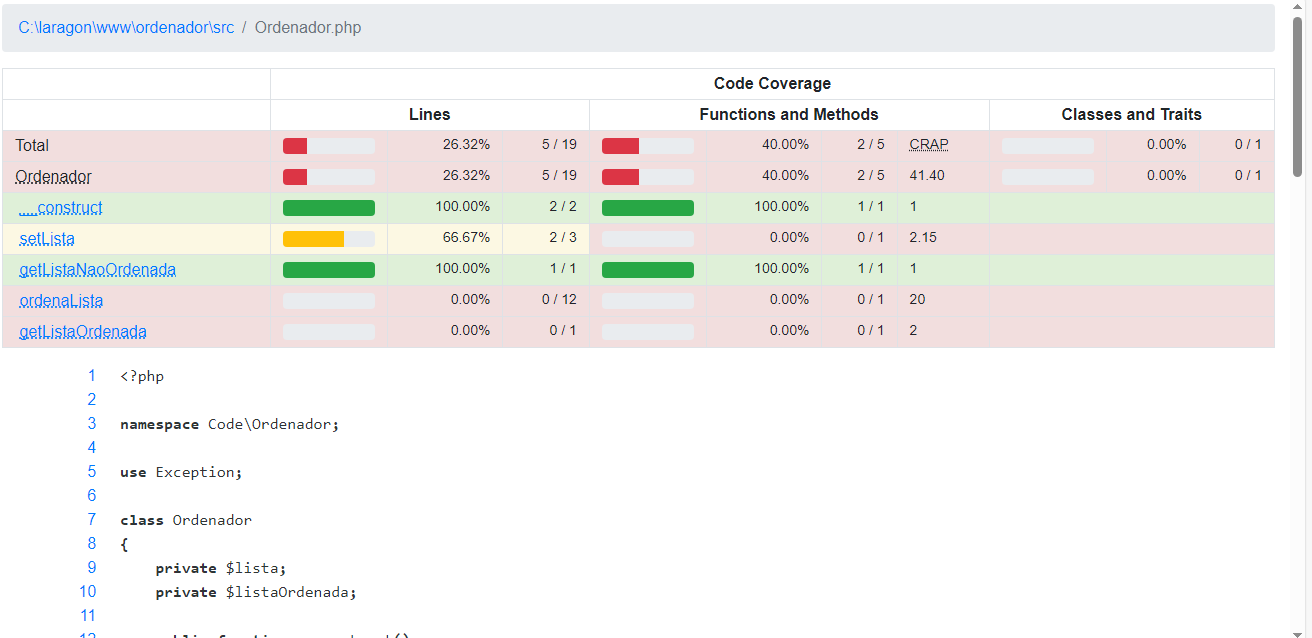 C:\laragon\www\ordenador\src / Ordenador.php
Code Coverage
Lines Functions and Methods Classes and Traits
Total 26.32% 5 / 19 40.00% 2 / 5 CRAP 0.00% 0 / 1
Ordenador 26.32% 5 / 19 40.00% 2 / 5 41.40 0.00% 0 / 1
__construct 100.00% 2 / 2 100.00% 1 / 1 1
setLista 66.67% 2 / 3 0.00% 0 / 1 2.15
getListaNaoOrdenada 100.00% 1 / 1 100.00% 1 / 1 1
ordenaLista 0.00% 0 / 12 0.00% 0 / 1 20
getListaOrdenada 0.00% 0 / 1 0.00% 0 / 1 2
1 <?php
2
3 namespace Code\Ordenador;
4
5 use Exception;
6
7 class Ordenador
8 {
9 private $lista;
10 private $listaOrdenada;
11
12